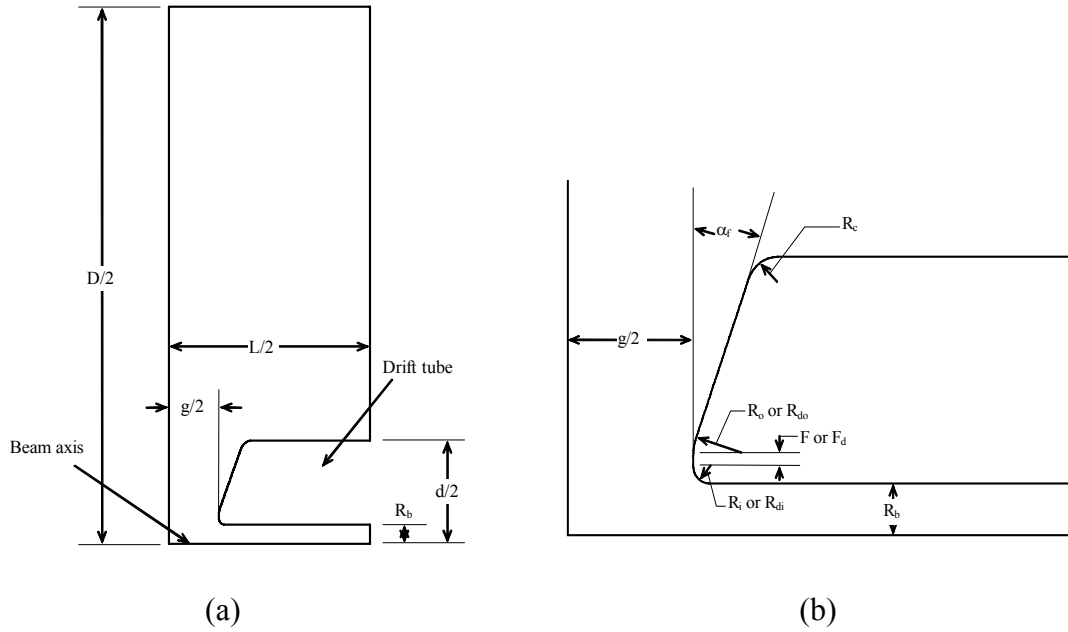 D/2
L/2
Drift tube
g/2
Beam axis
d/2
R_b
(a)
α_f
R_c
g/2
R_o or R_do
F or F_d
R_i or R_di
R_b
(b)